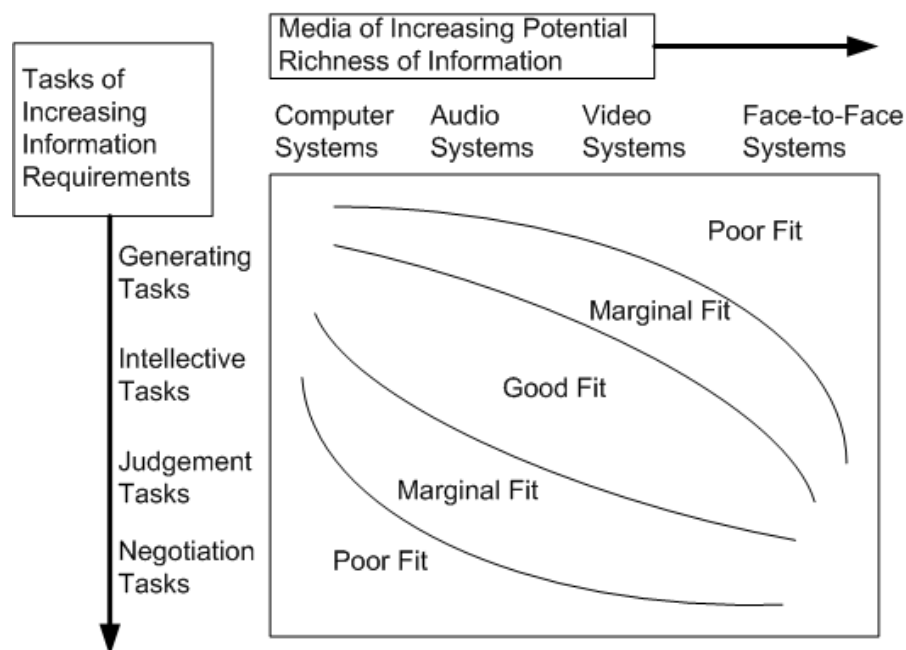 Media of Increasing Potential
Richness of Information
Tasks of
Increasing
Information
Requirements
Computer
Systems
Audio
Systems
Video
Systems
Face-to-Face
Systems
Generating
Tasks
Intellective
Tasks
Judgement
Tasks
Negotiation
Tasks
Poor Fit
Marginal Fit
Good Fit
Marginal Fit
Poor Fit